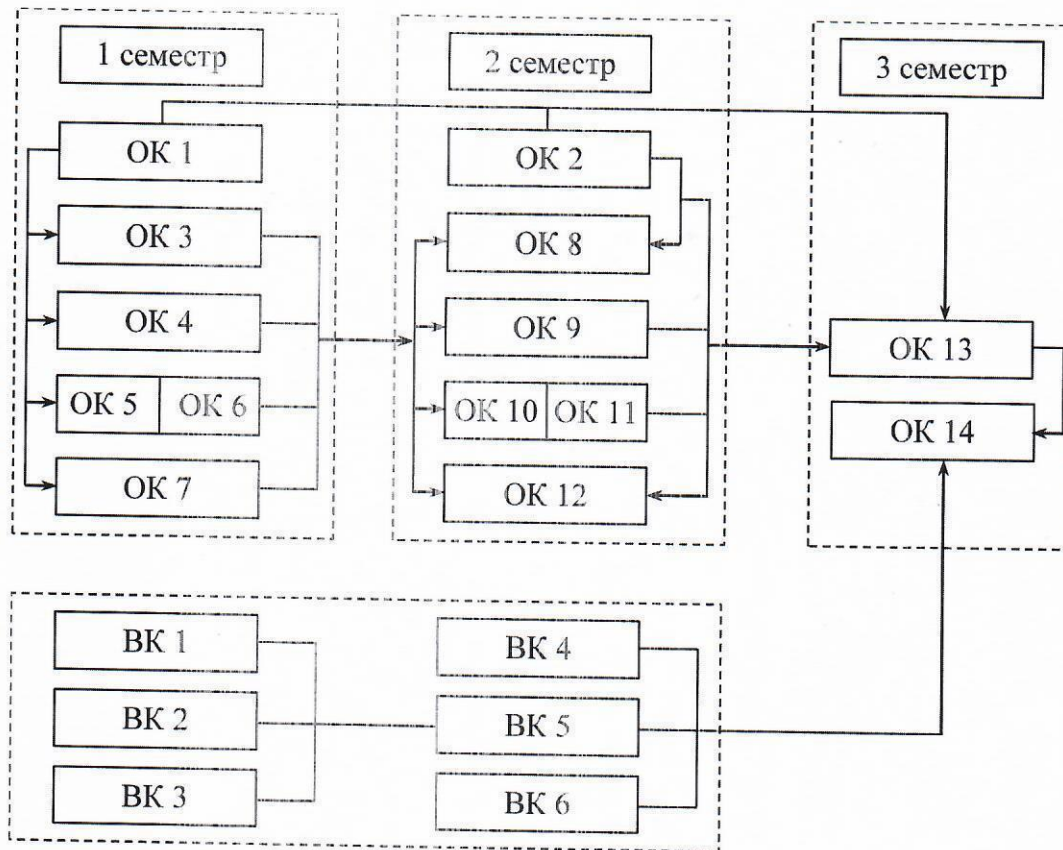 1 семестр
2 семестр
3 семестр
ОК 1
ОК 2
ОК 3
ОК 8
ОК 4
ОК 9
ОК 13
ОК 5
ОК 6
ОК 10
ОК 11
ОК 14
ОК 7
ОК 12
ВК 1
ВК 4
ВК 2
ВК 5
ВК 3
ВК 6